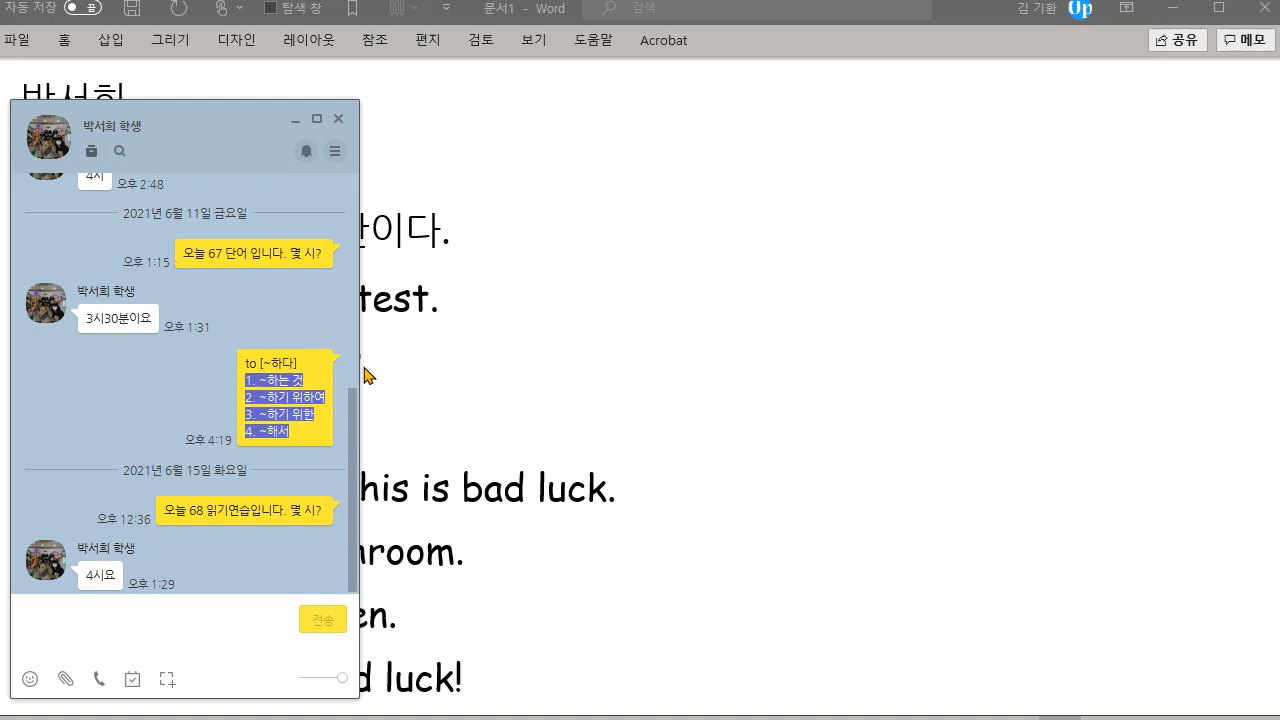 자동 저장 끔 탐색 창 문서1 - Word 검색 김 기환 Up
파일 홈 삽입 그리기 디자인 레이아웃 참조 편지 검토 보기 도움말 Acrobat 공유 메모
박서희
박서희 학생
4시 오후 2:48
2021년 6월 11일 금요일
오늘 67 단어 입니다. 몇 시?
오후 1:15
박서희 학생
3시30분이요 오후 1:31
to [~하다]
1. ~하는 것
2. ~하기 위하여
3. ~하기 위한
4. ~해서
오후 4:19
2021년 6월 15일 화요일
오늘 68 읽기연습입니다. 몇 시?
오후 12:36
박서희 학생
4시요 오후 1:29
전송
이다.
test.
his is bad luck.
room.
en.
d luck!